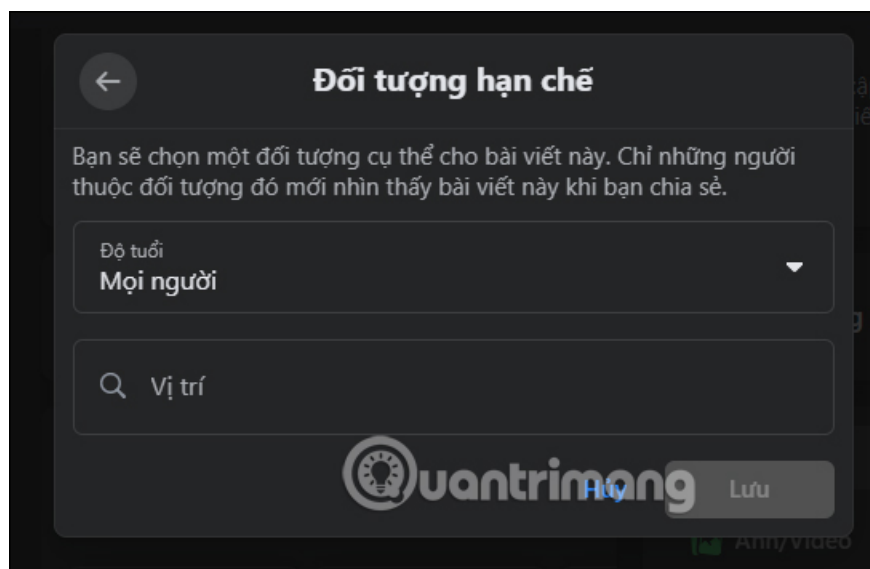 Đối tượng hạn chế
Bạn sẽ chọn một đối tượng cụ thể cho bài viết này. Chỉ những người
thuộc đối tượng đó mới nhìn thấy bài viết này khi bạn chia sẻ.
Độ tuổi
Mọi người
Vị trí
Quantrimang
Hủy
Lưu
Ảnh/Video